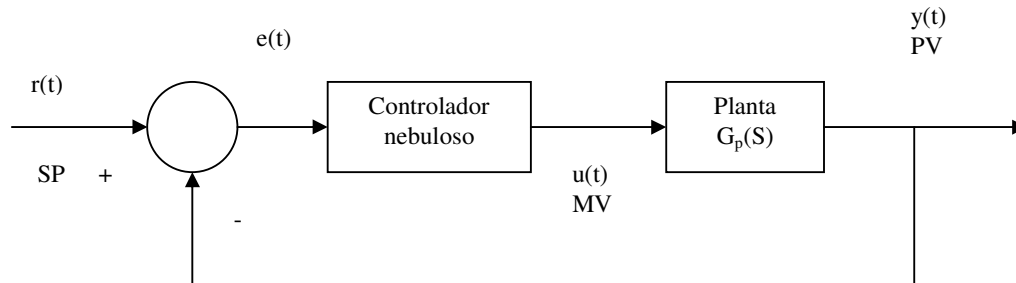 y(t)
PV
e(t)
r(t)
Controlador
nebuloso
Planta
Gₚ(S)
SP +
u(t)
MV
-